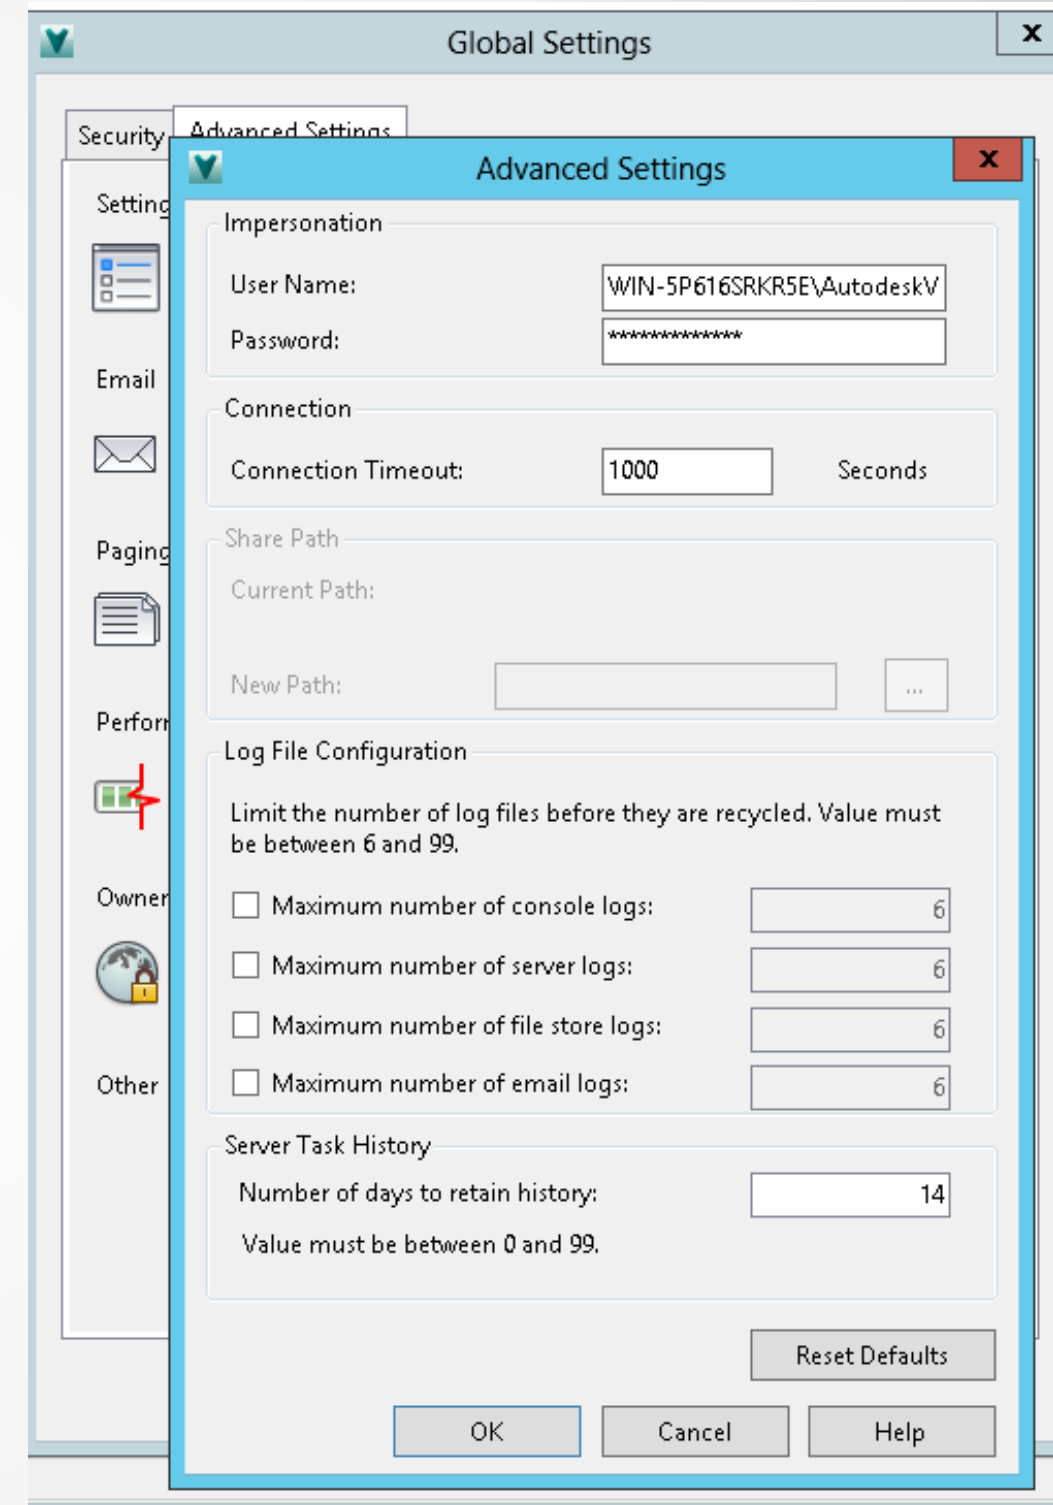 Global Settings
x
Security
Advanced Settings
Advanced Settings
x
Setting
Email
Paging
Perforr
Owner
Other
Impersonation
User Name: WIN-5P616SRKR5E\AutodeskV
Password: *************
Connection
Connection Timeout: 1000 Seconds
Share Path
Current Path:
New Path: ...
Log File Configuration
Limit the number of log files before they are recycled. Value must
be between 6 and 99.
Maximum number of console logs: 6
Maximum number of server logs: 6
Maximum number of file store logs: 6
Maximum number of email logs: 6
Server Task History
Number of days to retain history: 14
Value must be between 0 and 99.
Reset Defaults
OK Cancel Help